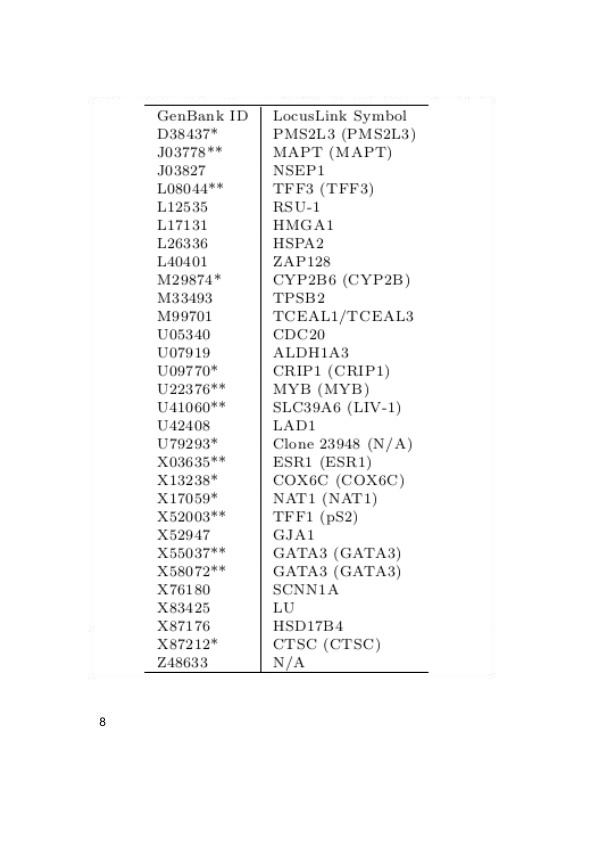 GenBank ID LocusLink Symbol
D38437* PMS2L3 (PMS2L3)
J03778** MAPT (MAPT)
J03827 NSEP1
L08044** TFF3 (TFF3)
L12535 RSU-1
L17131 HMGA1
L26336 HSPA2
L40401 ZAP128
M29874* CYP2B6 (CYP2B)
M33493 TPSB2
M99701 TCEAL1/TCEAL3
U05340 CDC20
U07919 ALDH1A3
U09770* CRIP1 (CRIP1)
U22376** MYB (MYB)
U41060** SLC39A6 (LIV-1)
U42408 LAD1
U79293* Clone 23948 (N/A)
X03635** ESR1 (ESR1)
X13238* COX6C (COX6C)
X17059* NAT1 (NAT1)
X52003** TFF1 (pS2)
X52947 GJA1
X55037** GATA3 (GATA3)
X58072** GATA3 (GATA3)
X76180 SCNN1A
X83425 LU
X87176 HSD17B4
X87212* CTSC (CTSC)
Z48633 N/A
8